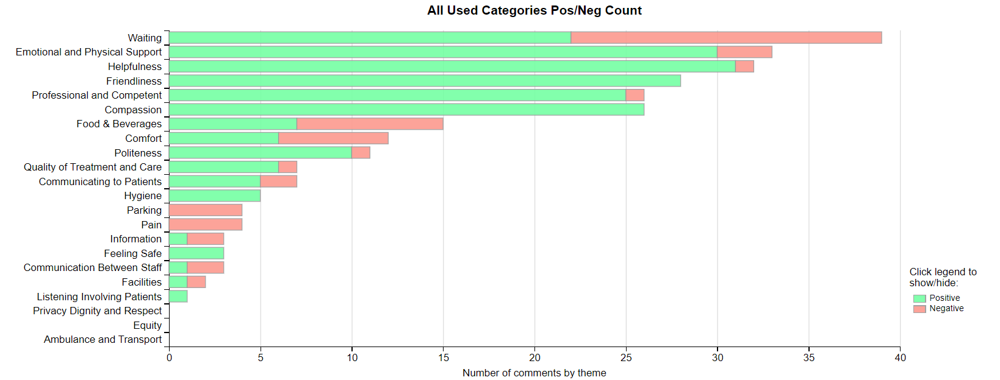 All Used Categories Pos/Neg Count
Waiting
Emotional and Physical Support
Helpfulness
Friendliness
Professional and Competent
Compassion
Food & Beverages
Comfort
Politeness
Quality of Treatment and Care
Communicating to Patients
Hygiene
Parking
Pain
Information
Feeling Safe
Communication Between Staff
Facilities
Listening Involving Patients
Privacy Dignity and Respect
Equity
Ambulance and Transport
0 5 10 15 20 25 30 35 40
Number of comments by theme
Click legend to
show/hide:
Positive
Negative